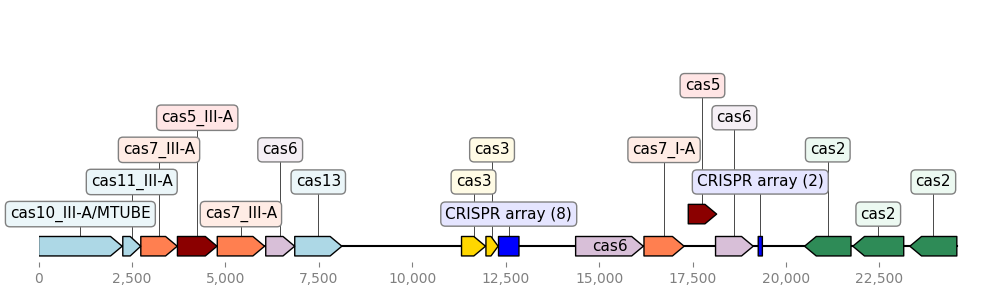 cas5
cas5_III-A
cas6
cas7_III-A
cas6
cas3
cas7_I-A
cas2
cas11_III-A
cas13
cas3
CRISPR array (2)
cas2
cas10_III-A/MTUBE
cas7_III-A
CRISPR array (8)
cas2
cas6
0
2,500
5,000
7,500
10,000
12,500
15,000
17,500
20,000
22,500